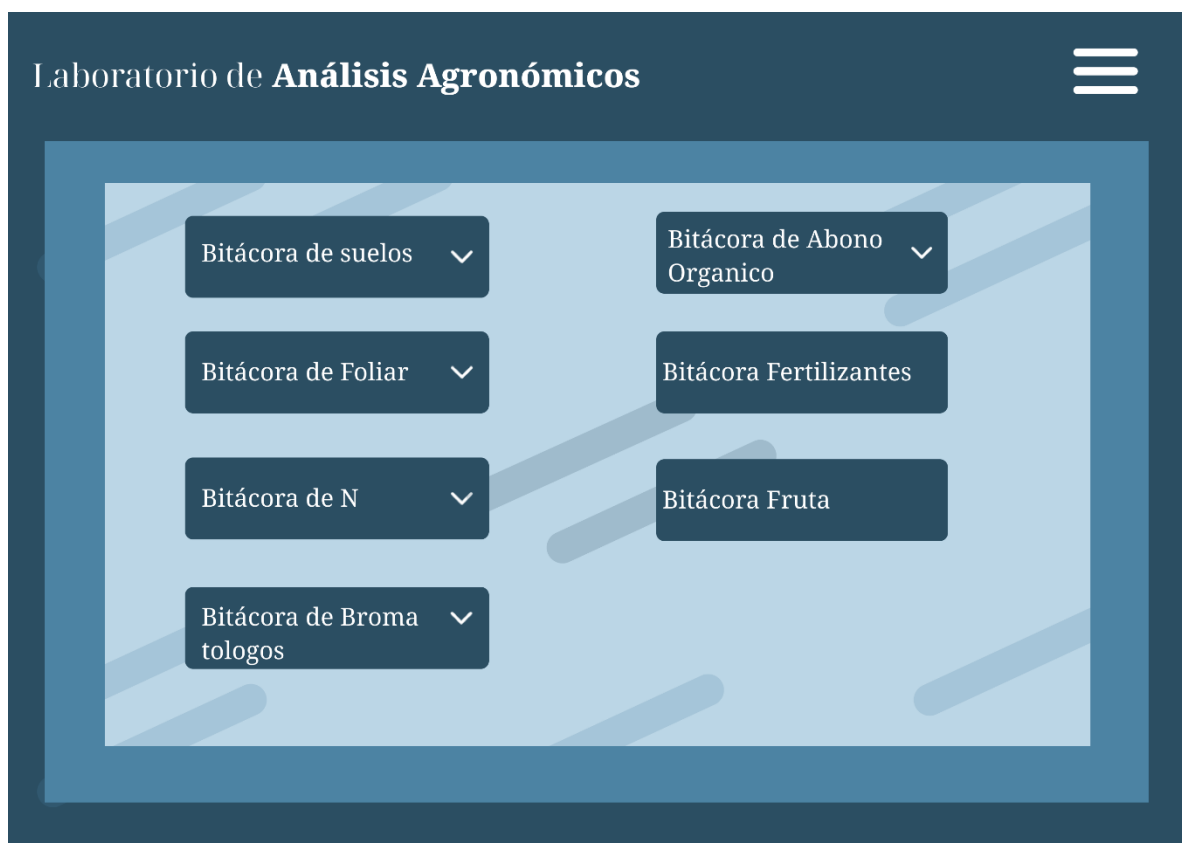 Laboratorio de Análisis Agronómicos
Bitácora de suelos
Bitácora de Abono
Organico
Bitácora de Foliar
Bitácora Fertilizantes
Bitácora de N
Bitácora Fruta
Bitácora de Broma
tologos